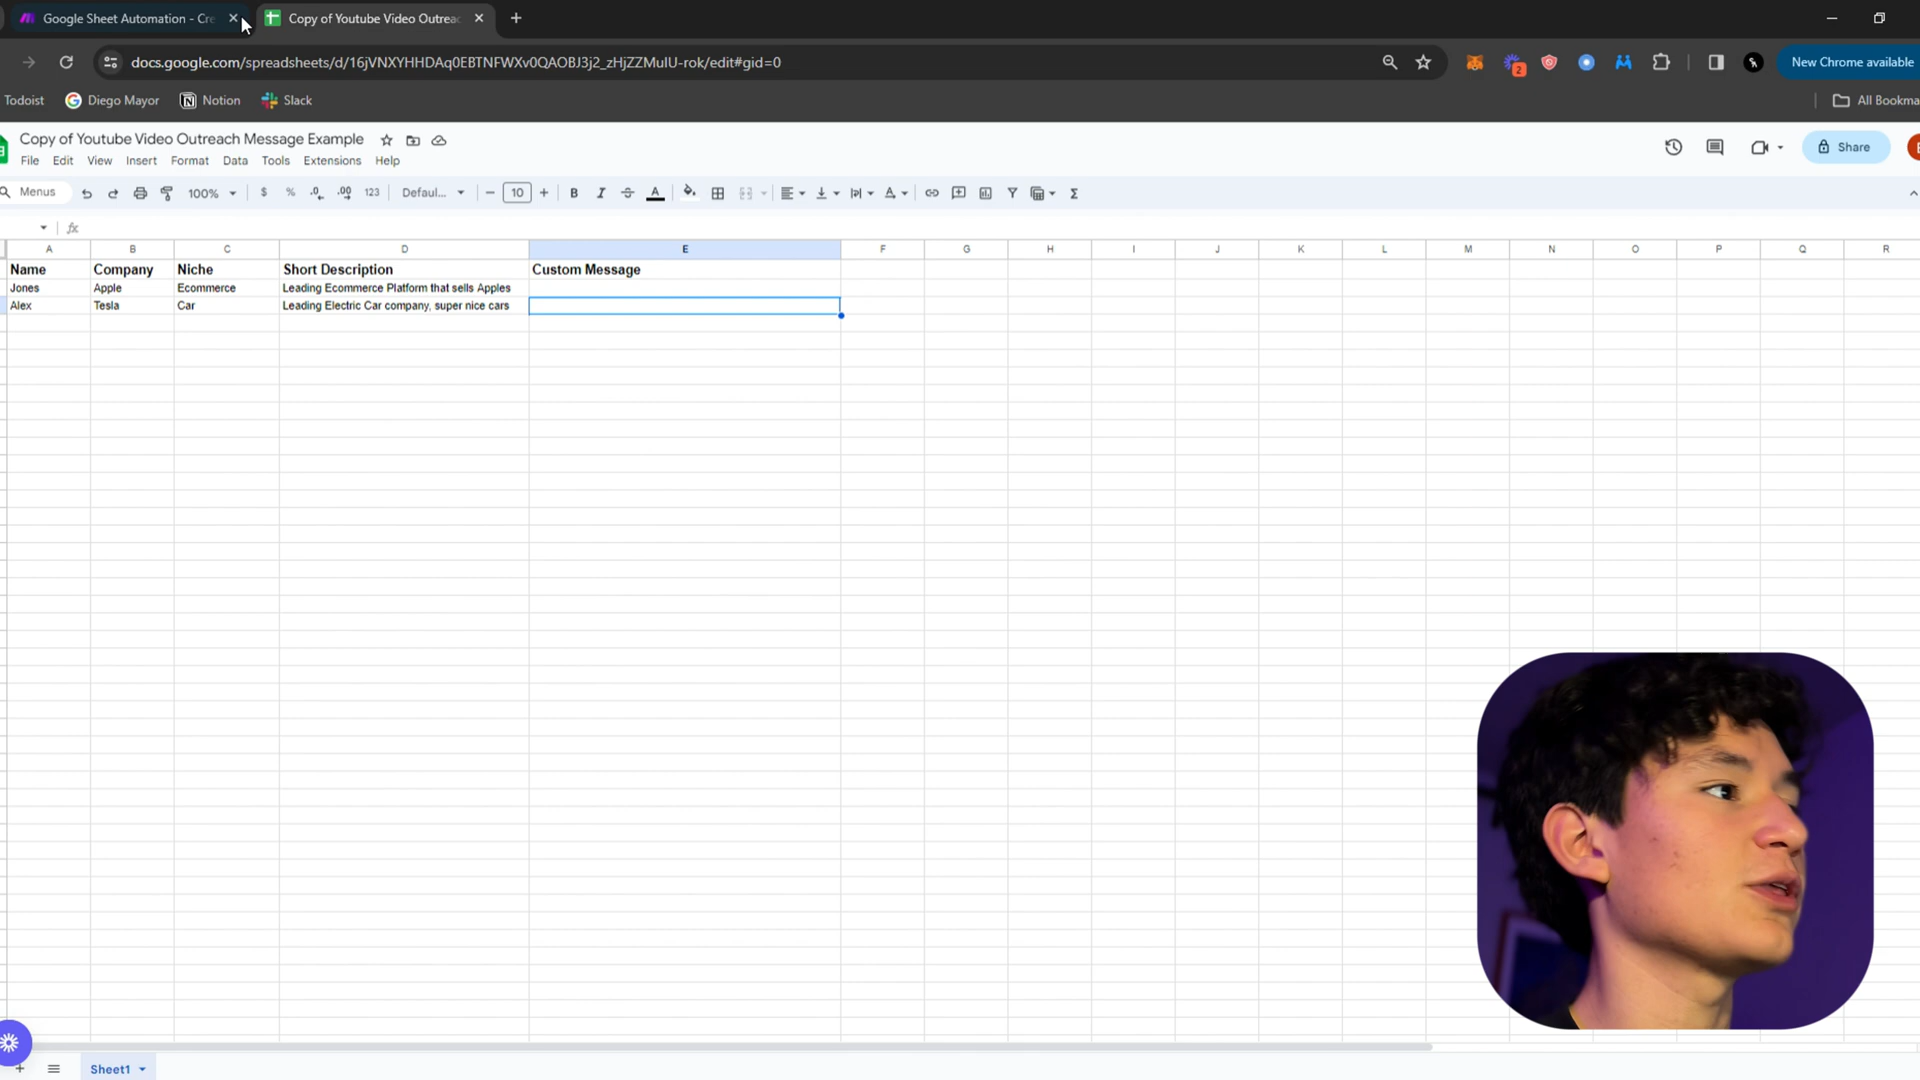 Google Sheet Automation - Cre
Copy of Youtube Video Outreac
docs.google.com/spreadsheets/d/16jVNXYHHDAq0EBTNFWXv0QAOBJ3j2_zHjZZMulU-rok/edit#gid=0
2
New Chrome available
Todoist
Diego Mayor
Notion
Slack
All Bookma
Copy of Youtube Video Outreach Message Example
File Edit View Insert Format Data Tools Extensions Help
Share
Menus 100% $ % .0 .00 123 Defaul... − 10 + B I A Σ
fx
A B C D E F G H I J K L M N O P Q R
Name Company Niche Short Description Custom Message
Jones Apple Ecommerce Leading Ecommerce Platform that sells Apples
Alex Tesla Car Leading Electric Car company, super nice cars
Sheet1